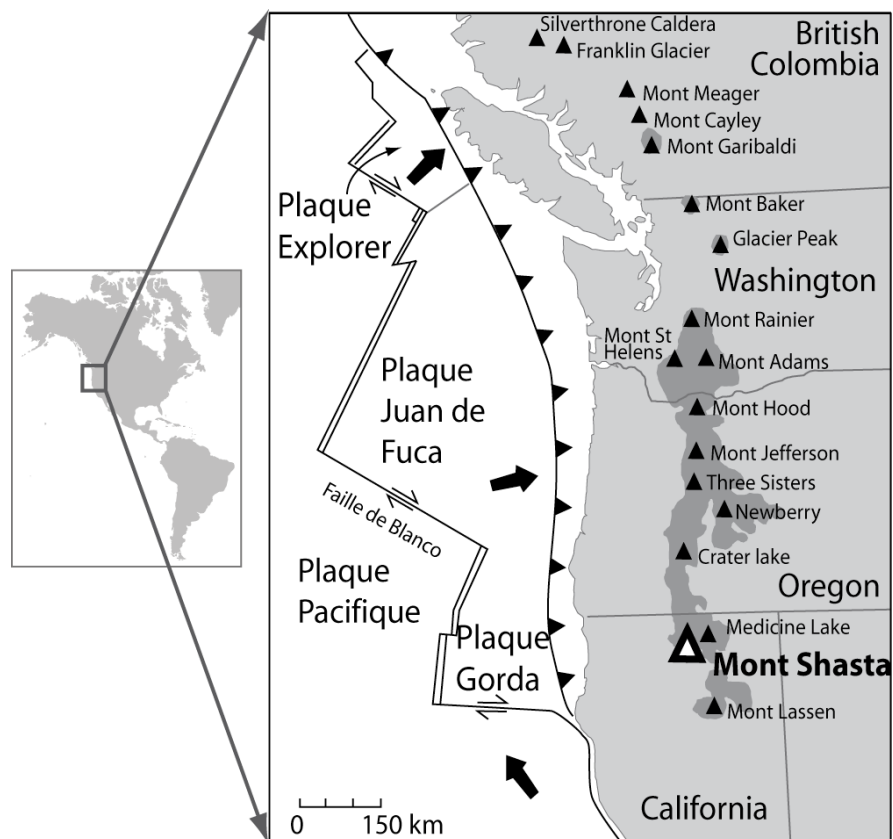 Silverthrone Caldera
Franklin Glacier
British
Colombia
Mont Meager
Mont Cayley
Mont Garibaldi
Plaque
Explorer
Mont Baker
Glacier Peak
Washington
Mont Rainier
Mont St
Helens
Mont Adams
Plaque
Juan de
Fuca
Mont Hood
Mont Jefferson
Three Sisters
Newberry
Faille de Blanco
Crater lake
Plaque
Pacifique
Oregon
Plaque
Gorda
Medicine Lake
Mont Shasta
Mont Lassen
California
0 150 km